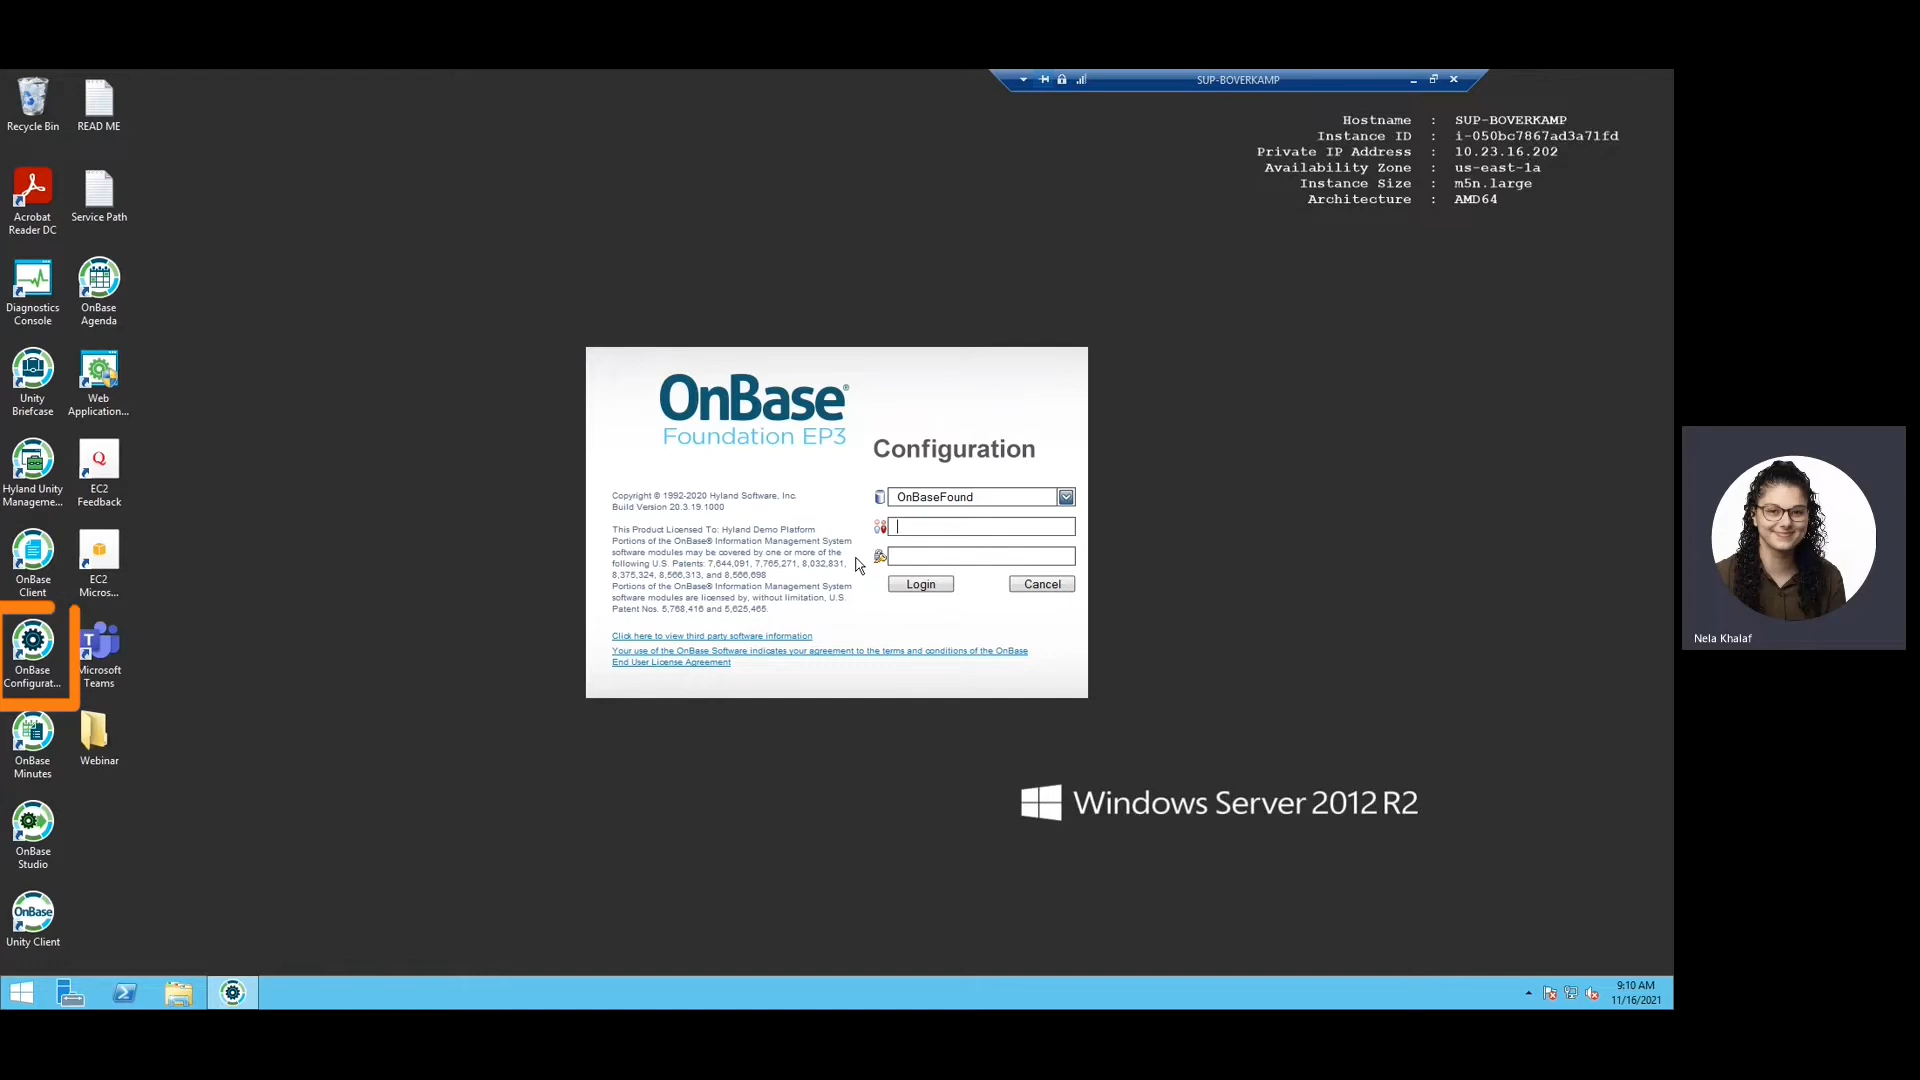 SUP-BOVERKAMP
Hostname : SUP-BOVERKAMP
Instance ID : i-050bc7867ad3a71fd
Private IP Address : 10.23.16.202
Availability Zone : us-east-1a
Instance Size : m5n.large
Architecture : AMD64
Recycle Bin
READ ME
Acrobat
Reader DC
Service Path
Diagnostics
Console
OnBase
Agenda
Unity
Briefcase
Web
Application...
Hyland Unity
Manageme...
Q
EC2
Feedback
OnBase
Client
EC2
Micros...
OnBase
Configurat...
T
Microsoft
Teams
OnBase
Minutes
Webinar
OnBase
Studio
OnBase
Unity Client
OnBase®
Foundation EP3
Configuration
OnBaseFound
Login
Cancel
Copyright © 1992-2020 Hyland Software, Inc.
Build Version 20.3.19.1000
This Product Licensed To: Hyland Demo Platform
Portions of the OnBase® Information Management System
software modules may be covered by one or more of the
following U.S. Patents: 7,644,091, 7,765,271, 8,032,831,
8,375,324, 8,566,313, and 8,566,698
Portions of the OnBase® Information Management System
software modules are licensed by, without limitation, U.S.
Patent Nos. 5,768,416 and 5,625,465.
Click here to view third party software information
Your use of the OnBase Software indicates your agreement to the terms and conditions of the OnBase
End User License Agreement
Windows Server 2012 R2
Nela Khalaf
9:10 AM
11/16/2021